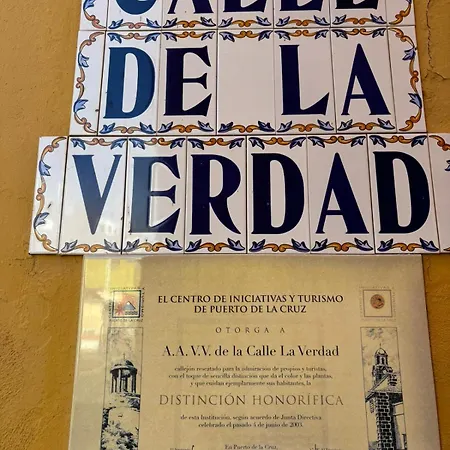 CALLE
DE LA
VERDAD
EL CENTRO DE INICIATIVAS Y TURISMO
DE PUERTO DE LA CRUZ
OTORGA A
A.A.V.V. de la Calle La Verdad
callejón rescatado para la admiración de propios y turistas,
con el toque de sencilla distinción que da el color y las plantas,
y que cuidan ejemplarmente sus habitantes, la
DISTINCIÓN HONORÍFICA
de esta Institución, según acuerdo de Junta Directiva
celebrado el pasado 4 de junio de 2003.
En Puerto de la Cruz,